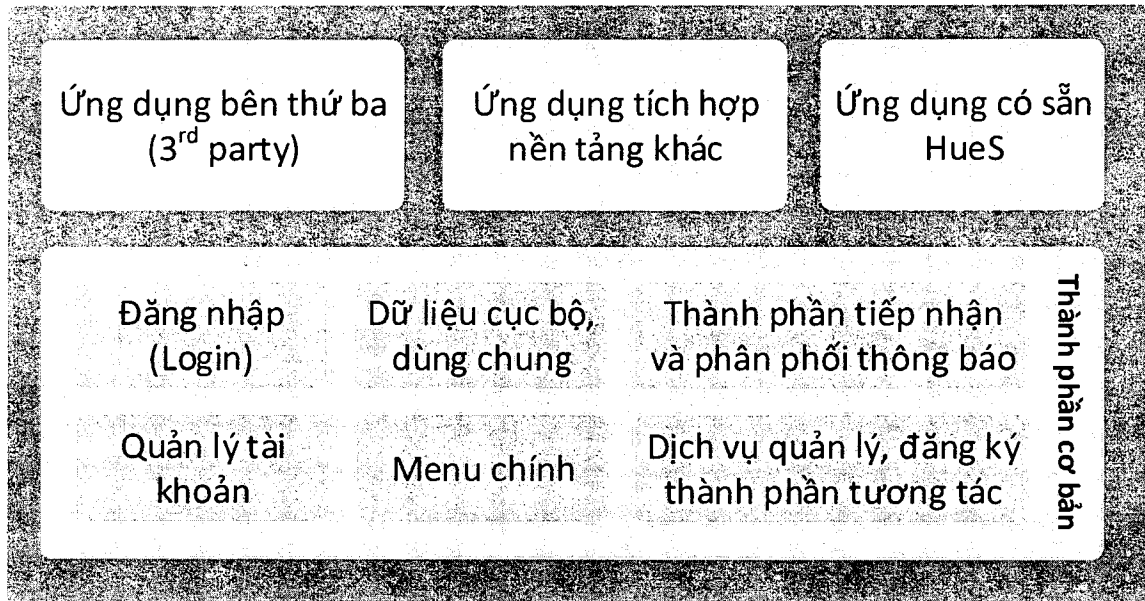 Ứng dụng bên thứ ba
(3rd party)
Ứng dụng tích hợp
nền tảng khác
Ứng dụng có sẵn
HueS
Đăng nhập
(Login)
Dữ liệu cục bộ,
dùng chung
Thành phần tiếp nhận
và phân phối thông báo
Quản lý tài
khoản
Menu chính
Dịch vụ quản lý, đăng ký
thành phần tương tác
Thành phần cơ bản